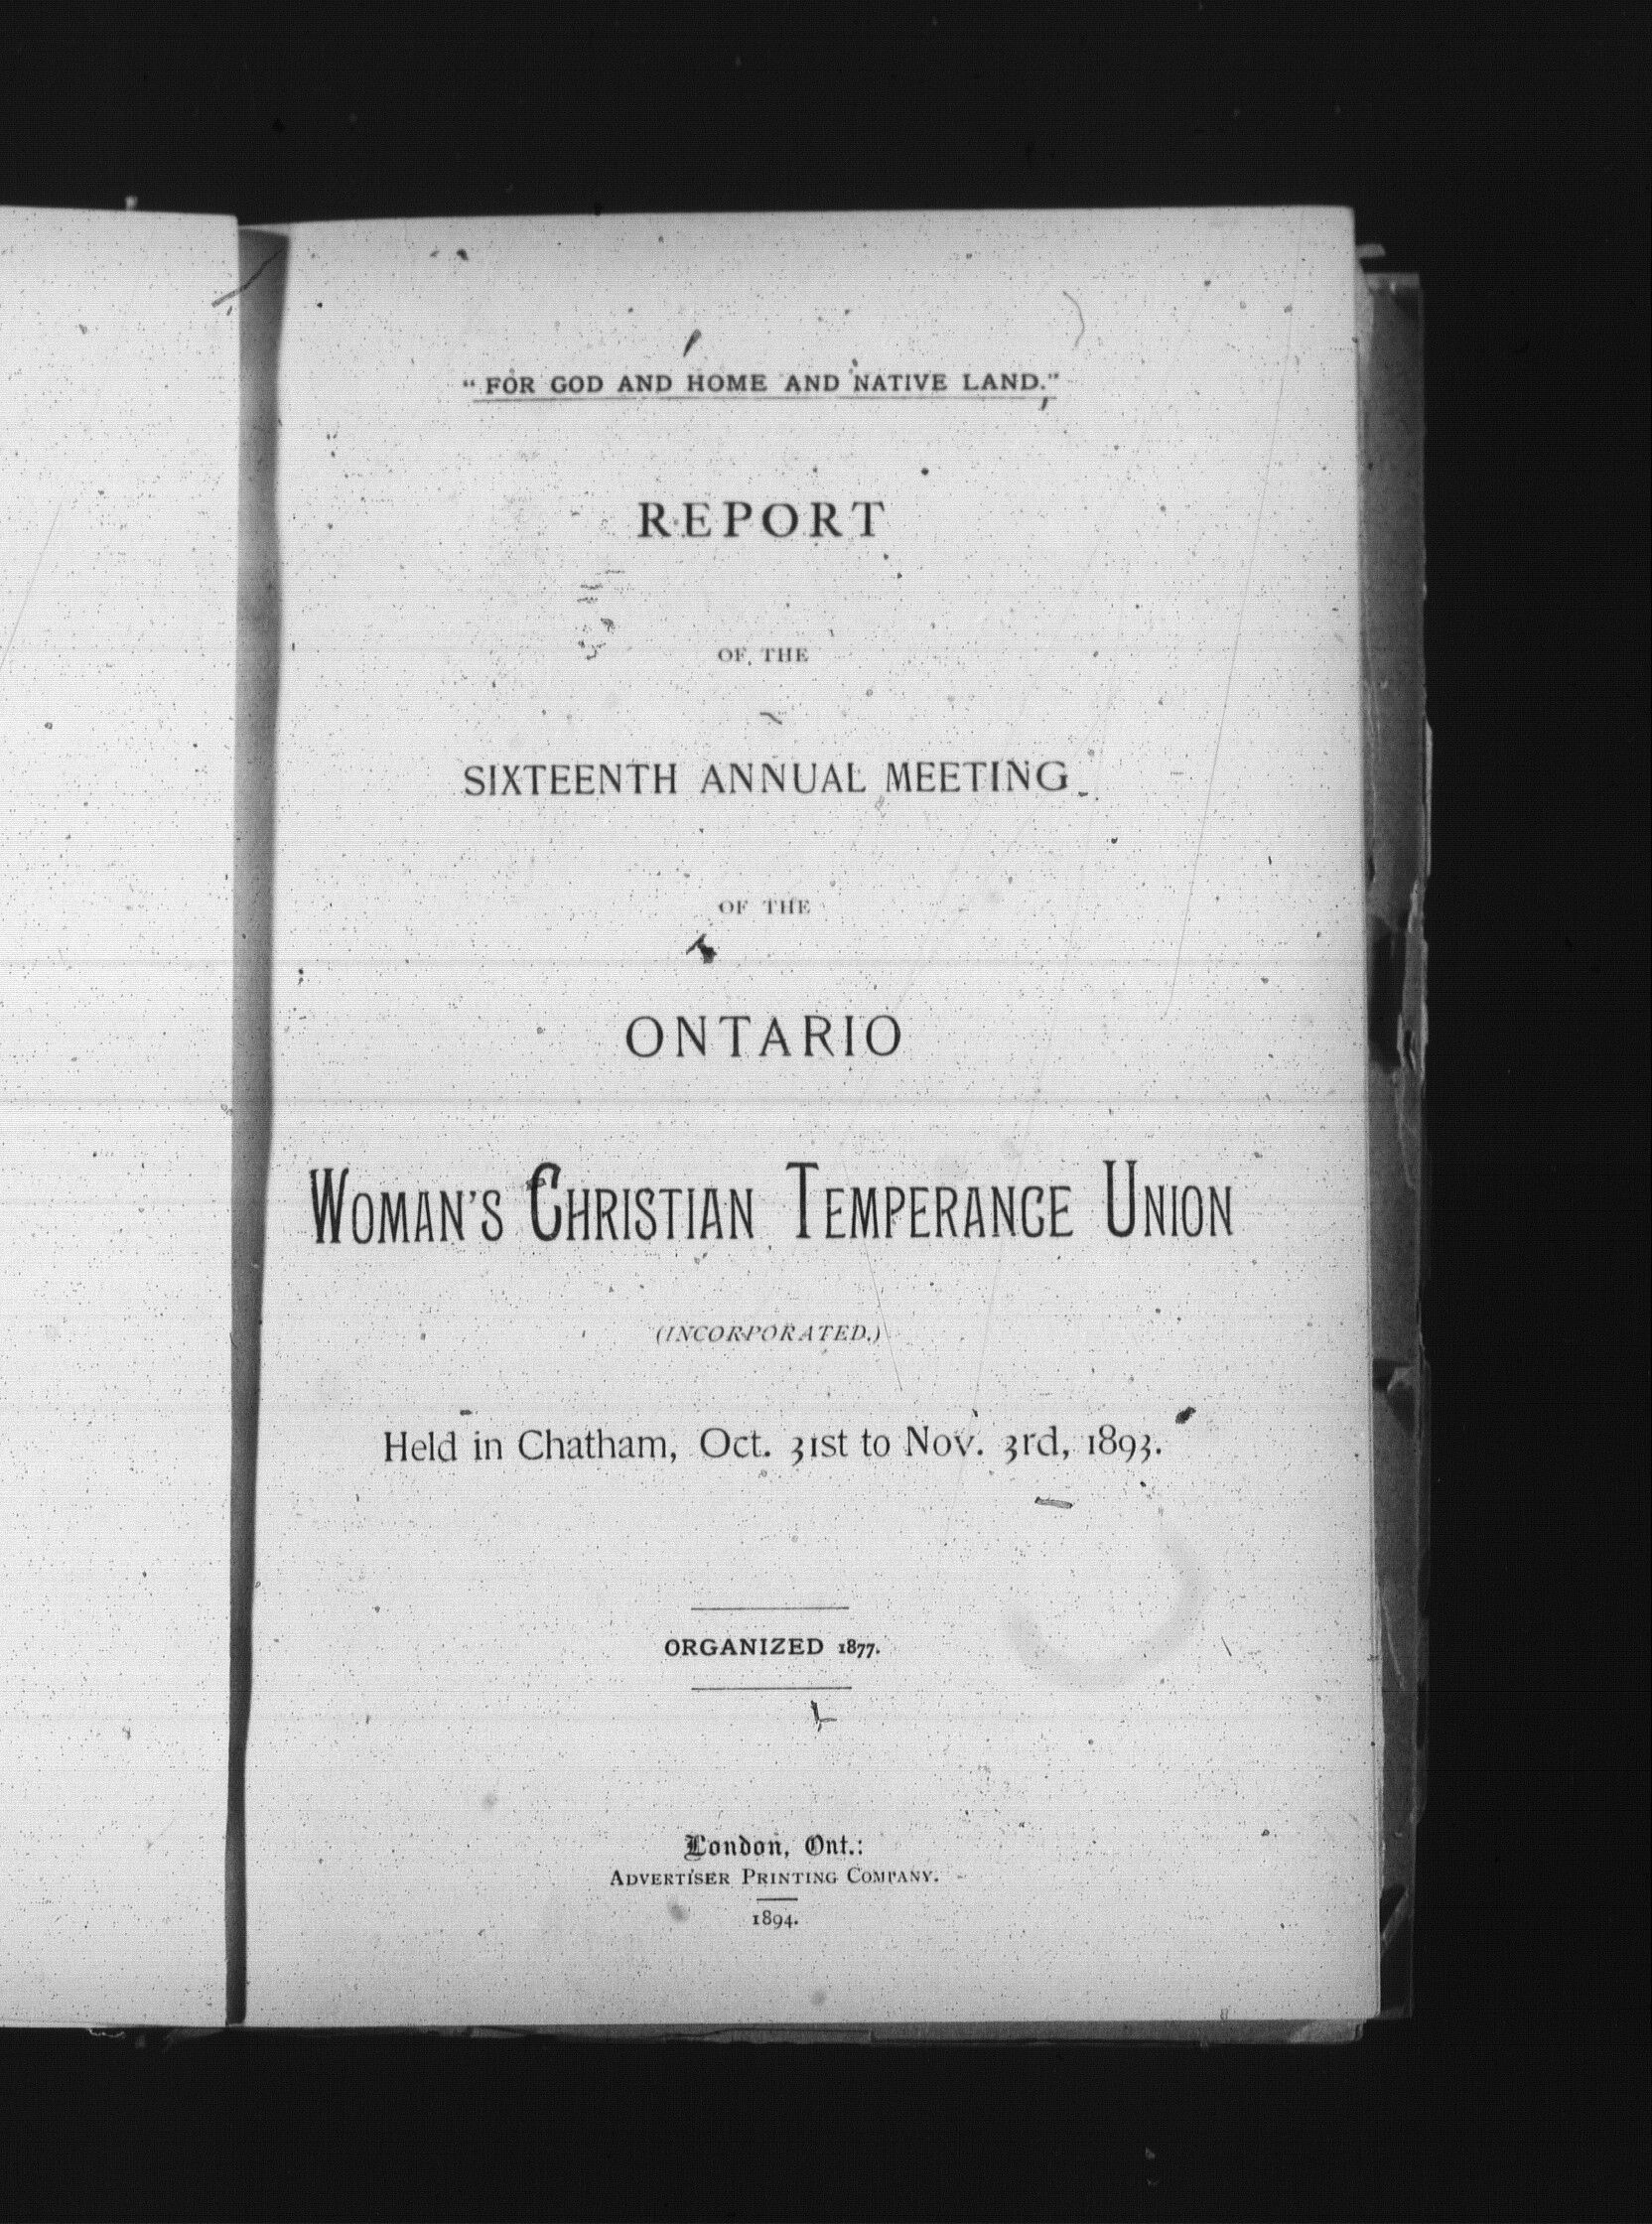 “ FOR GOD AND HOME AND NATIVE LAND.”
REPORT
OF THE
SIXTEENTH ANNUAL MEETING
OF THE
ONTARIO
WOMAN'S CHRISTIAN TEMPERANCE UNION
(INCORPORATED.)
Held in Chatham, Oct. 31st to Nov. 3rd, 1893.
ORGANIZED 1877.
London, Ont.:
ADVERTISER PRINTING COMPANY.
1894.